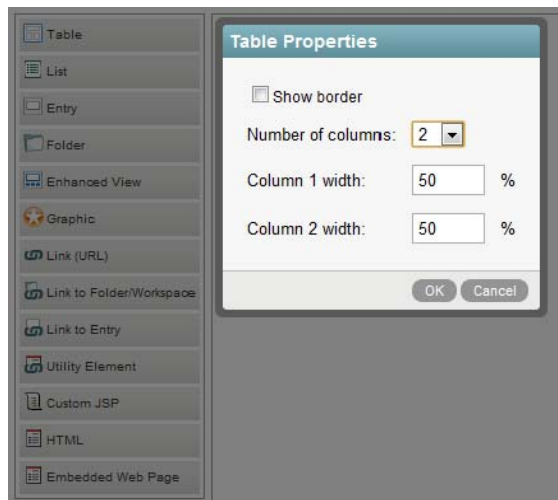 Table
List
Entry
Folder
Enhanced View
Graphic
Link (URL)
Link to Folder/Workspace
Link to Entry
Utility Element
Custom JSP
HTML
Embedded Web Page
Table Properties
Show border
Number of columns: 2
Column 1 width: 50 %
Column 2 width: 50 %
OK Cancel